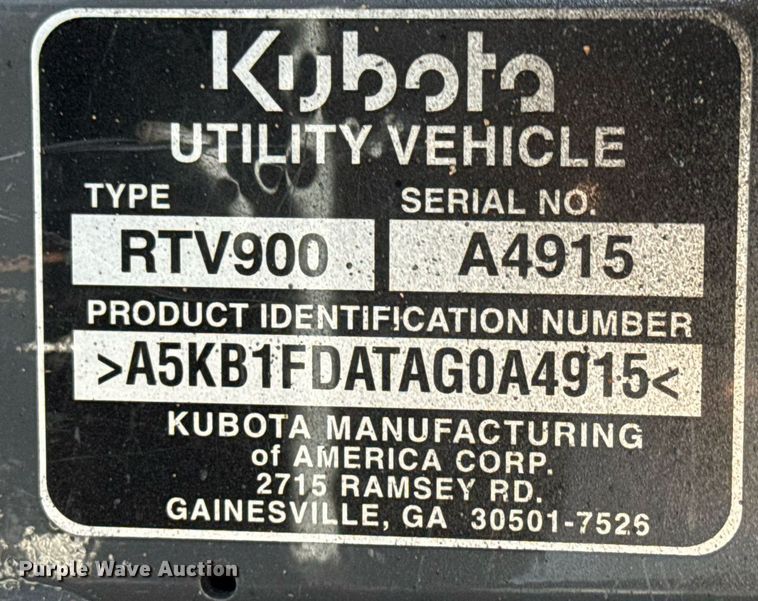 Kubota
UTILITY VEHICLE
TYPE SERIAL NO.
RTV900 A4915
PRODUCT IDENTIFICATION NUMBER
>A5KB1FDATAG0A4915<
KUBOTA MANUFACTURING
of AMERICA CORP.
2715 RAMSEY RD.
GAINESVILLE, GA 30501-7526
Purple Wave Auction